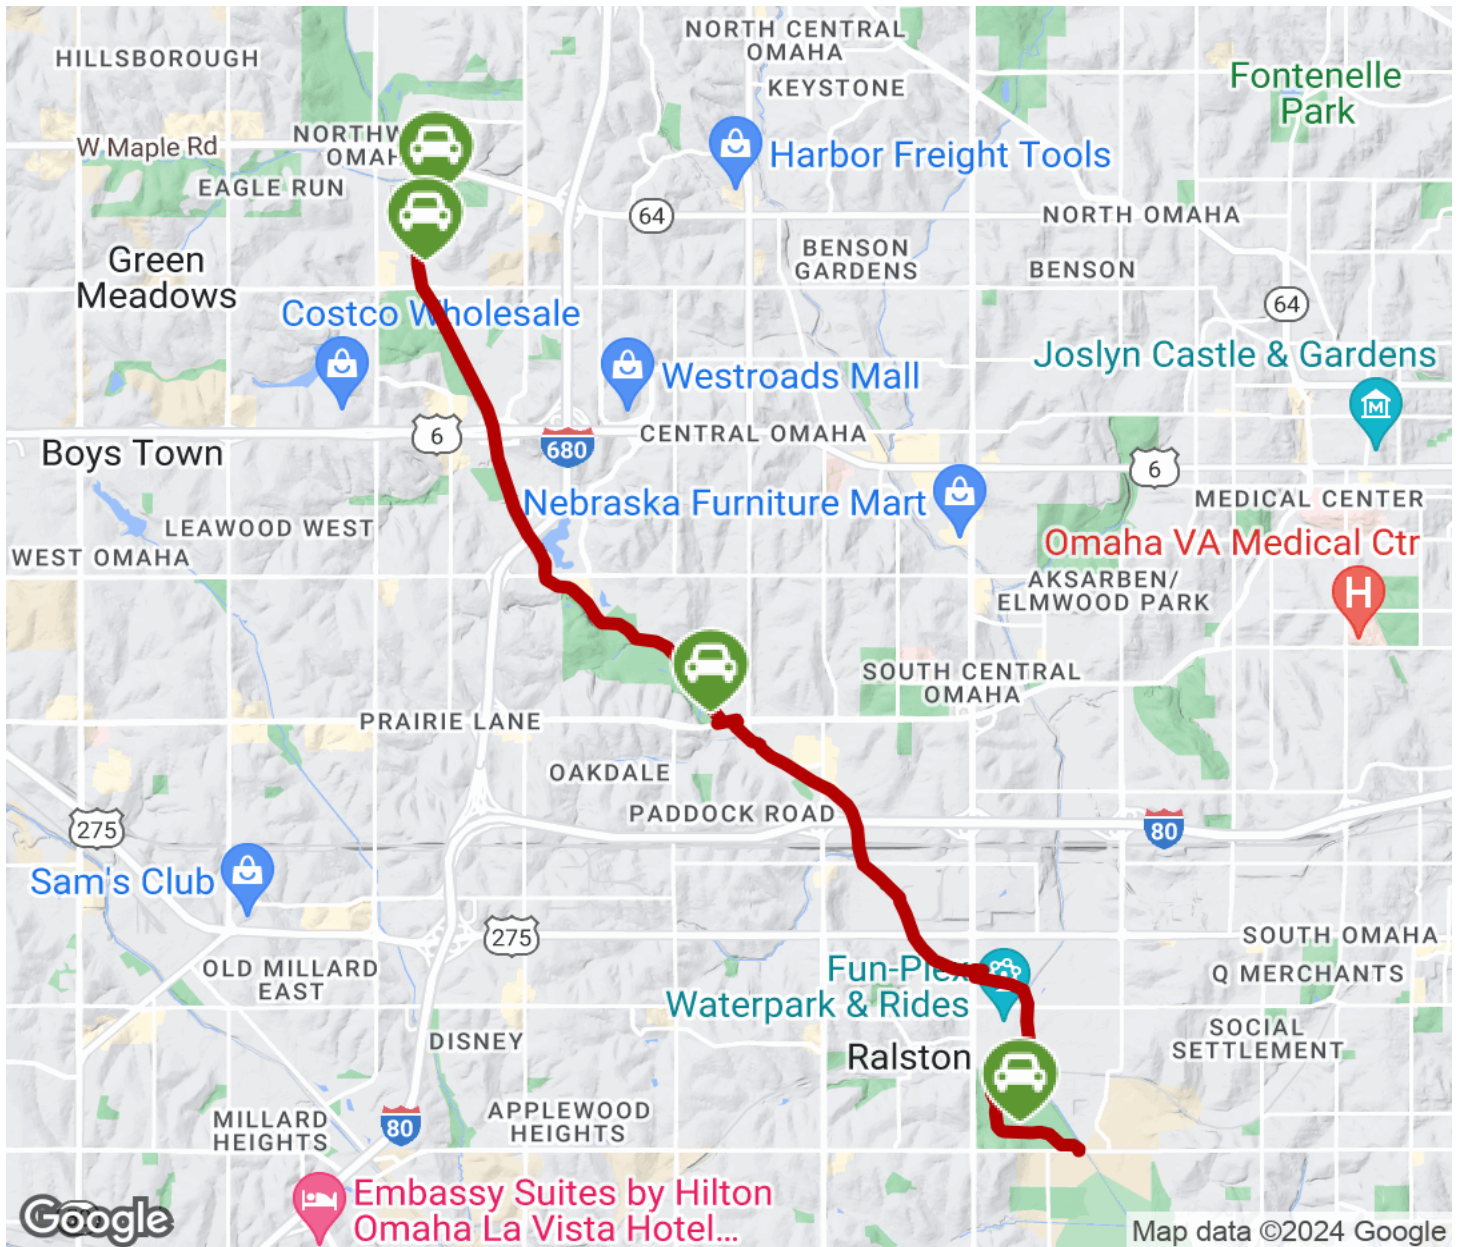 NORTH CENTRAL
OMAHA
HILLSBOROUGH
KEYSTONE
Fontenelle
Park
W Maple Rd
NORTHW
OMAH
EAGLE RUN
Harbor Freight Tools
64
NORTH OMAHA
Green
Meadows
BENSON
GARDENS
BENSON
Costco Wholesale
64
Joslyn Castle & Gardens
Westroads Mall
M
6
CENTRAL OMAHA
Boys Town
680
6
Nebraska Furniture Mart
MEDICAL CENTER
LEAWOOD WEST
WEST OMAHA
Omaha VA Medical Ctr
AKSARBEN/
ELMWOOD PARK
H
SOUTH CENTRAL
OMAHA
PRAIRIE LANE
OAKDALE
PADDOCK ROAD
275
80
Sam's Club
275
SOUTH OMAHA
OLD MILLARD
EAST
Fun-Plex
Waterpark & Rides
Q MERCHANTS
DISNEY
SOCIAL
SETTLEMENT
Ralston
MILLARD
HEIGHTS
80
APPLEWOOD
HEIGHTS
Embassy Suites by Hilton
Omaha La Vista Hotel...
Google
Map data ©2024 Google